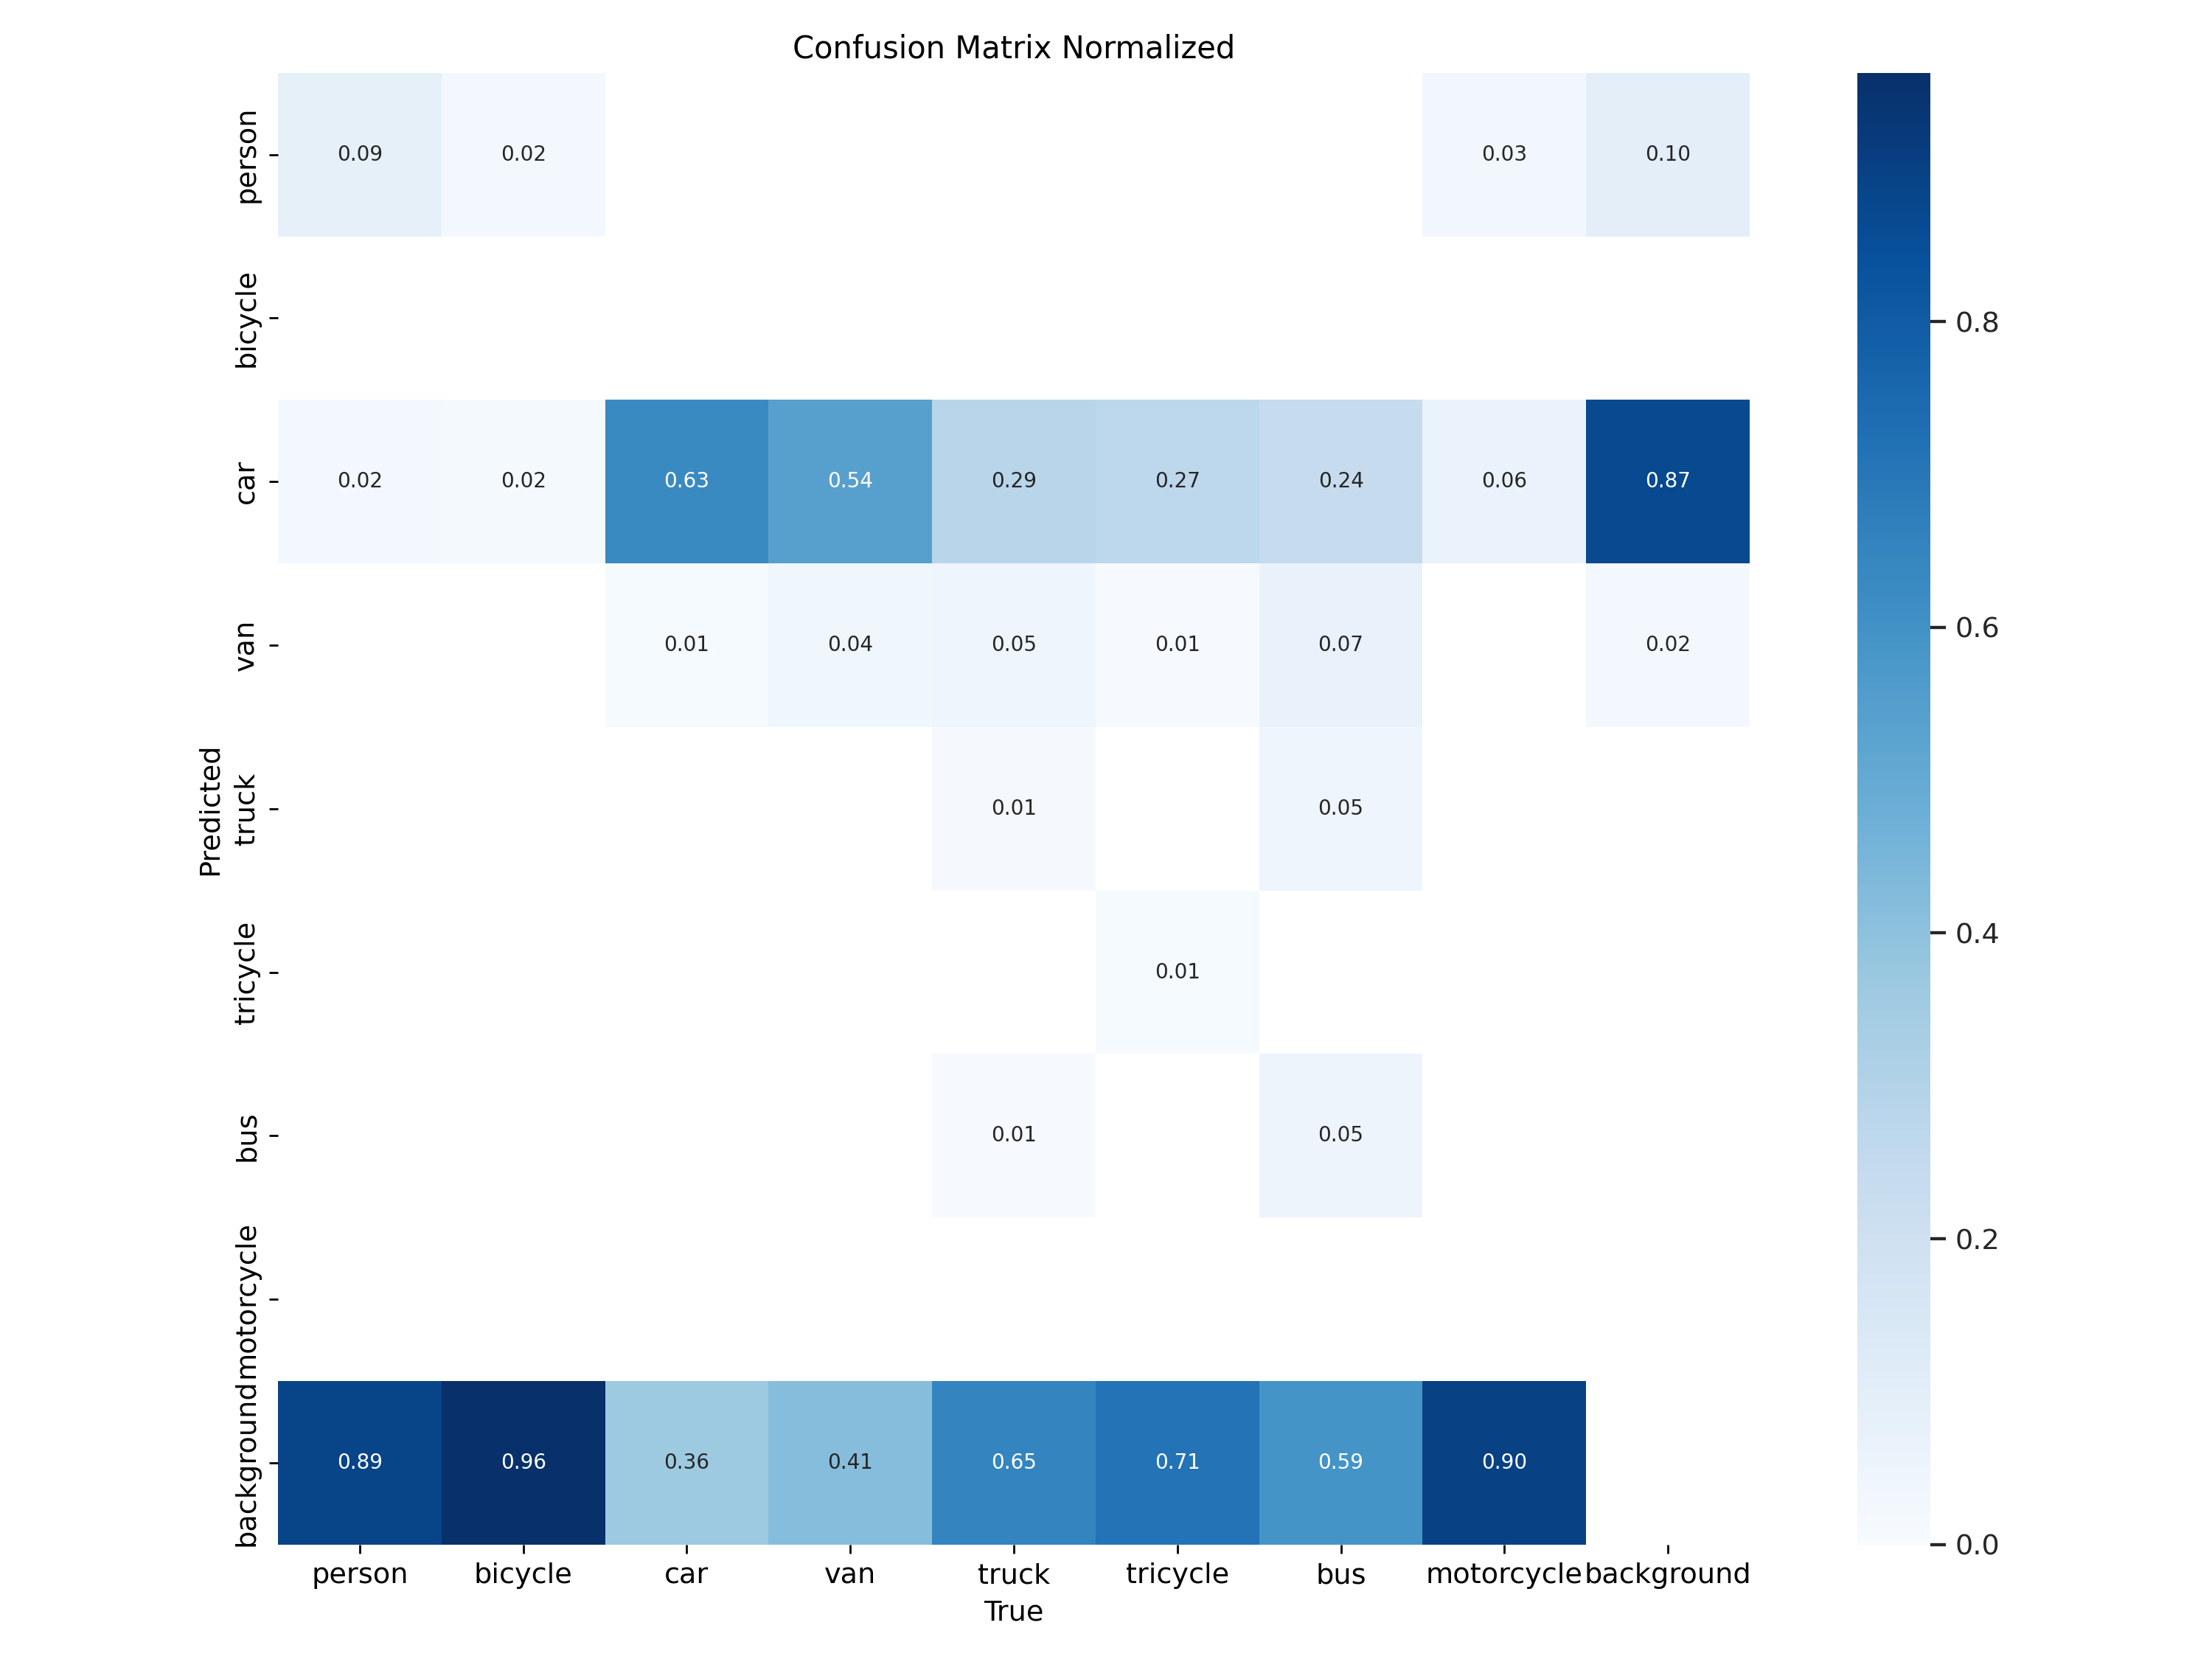 Confusion Matrix Normalized
person
0.09 0.02 0.03 0.10
bicycle
car
0.02 0.02 0.63 0.54 0.29 0.27 0.24 0.06 0.87
van
0.01 0.04 0.05 0.01 0.07 0.02
Predicted
truck
0.01 0.05
tricycle
0.01
bus
0.01 0.05
motorcycle
background
0.89 0.96 0.36 0.41 0.65 0.71 0.59 0.90
person bicycle car van truck tricycle bus motorcycle background
True
0.8
0.6
0.4
0.2
0.0